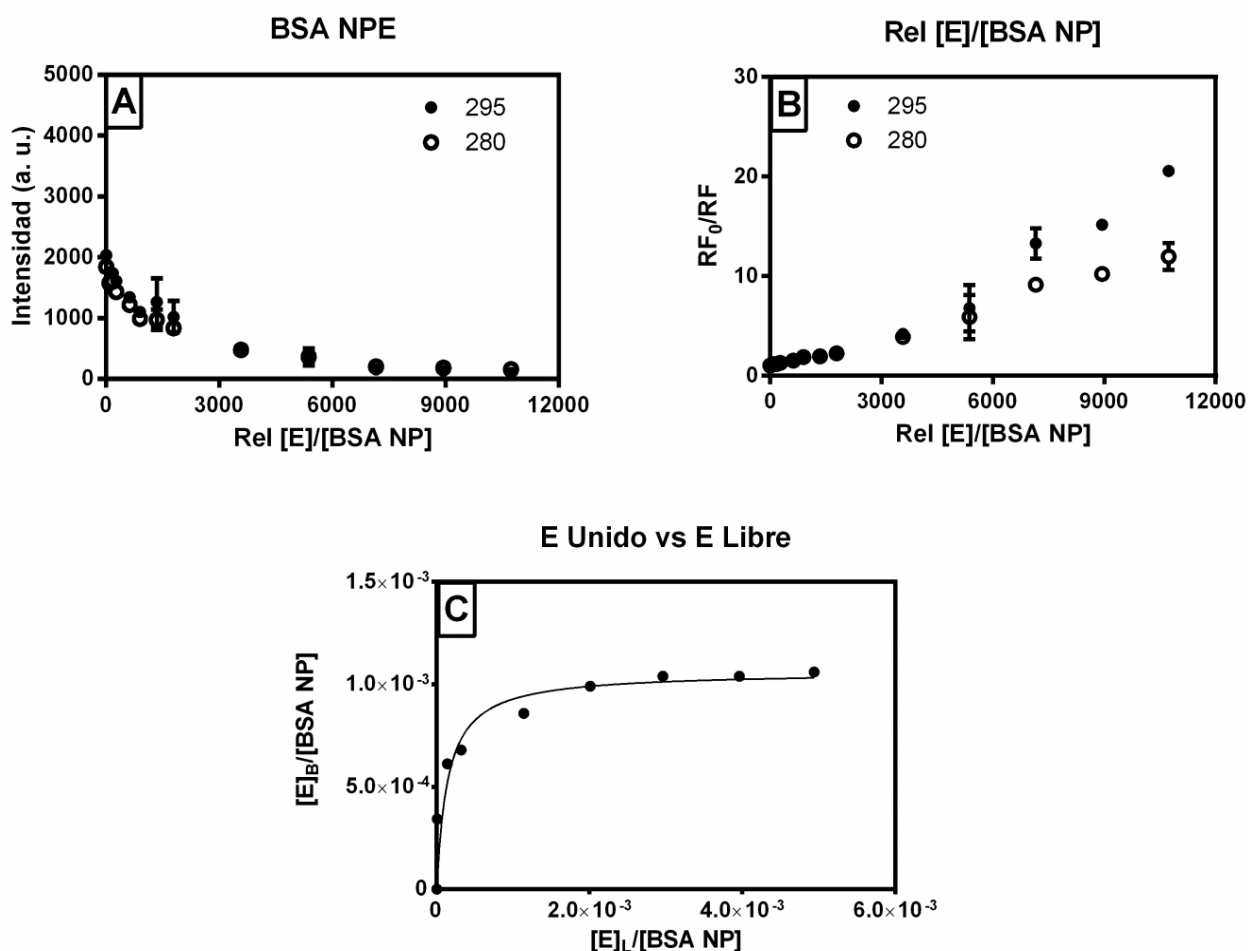 BSA NPE
A
295
280
5000
4000
3000
2000
1000
0
Intensidad (a. u.)
0 3000 6000 9000 12000
Rel [E]/[BSA NP]
Rel [E]/[BSA NP]
B
295
280
30
20
10
0
RF₀/RF
0 3000 6000 9000 12000
Rel [E]/[BSA NP]
E Unido vs E Libre
C
1.5×10⁻³
1.0×10⁻³
5.0×10⁻⁴
0
[E]B/[BSA NP]
0 2.0×10⁻³ 4.0×10⁻³ 6.0×10⁻³
[E]L/[BSA NP]